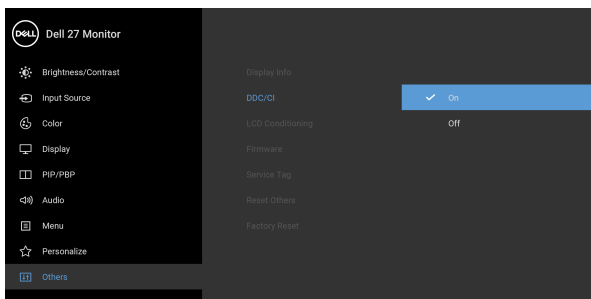 DELL
Dell 27 Monitor
Brightness/Contrast
Input Source
Color
Display
PIP/PBP
Audio
Menu
Personalize
Others
Display Info
DDC/CI
LCD Conditioning
Firmware
Service Tag
Reset Others
Factory Reset
On
Off